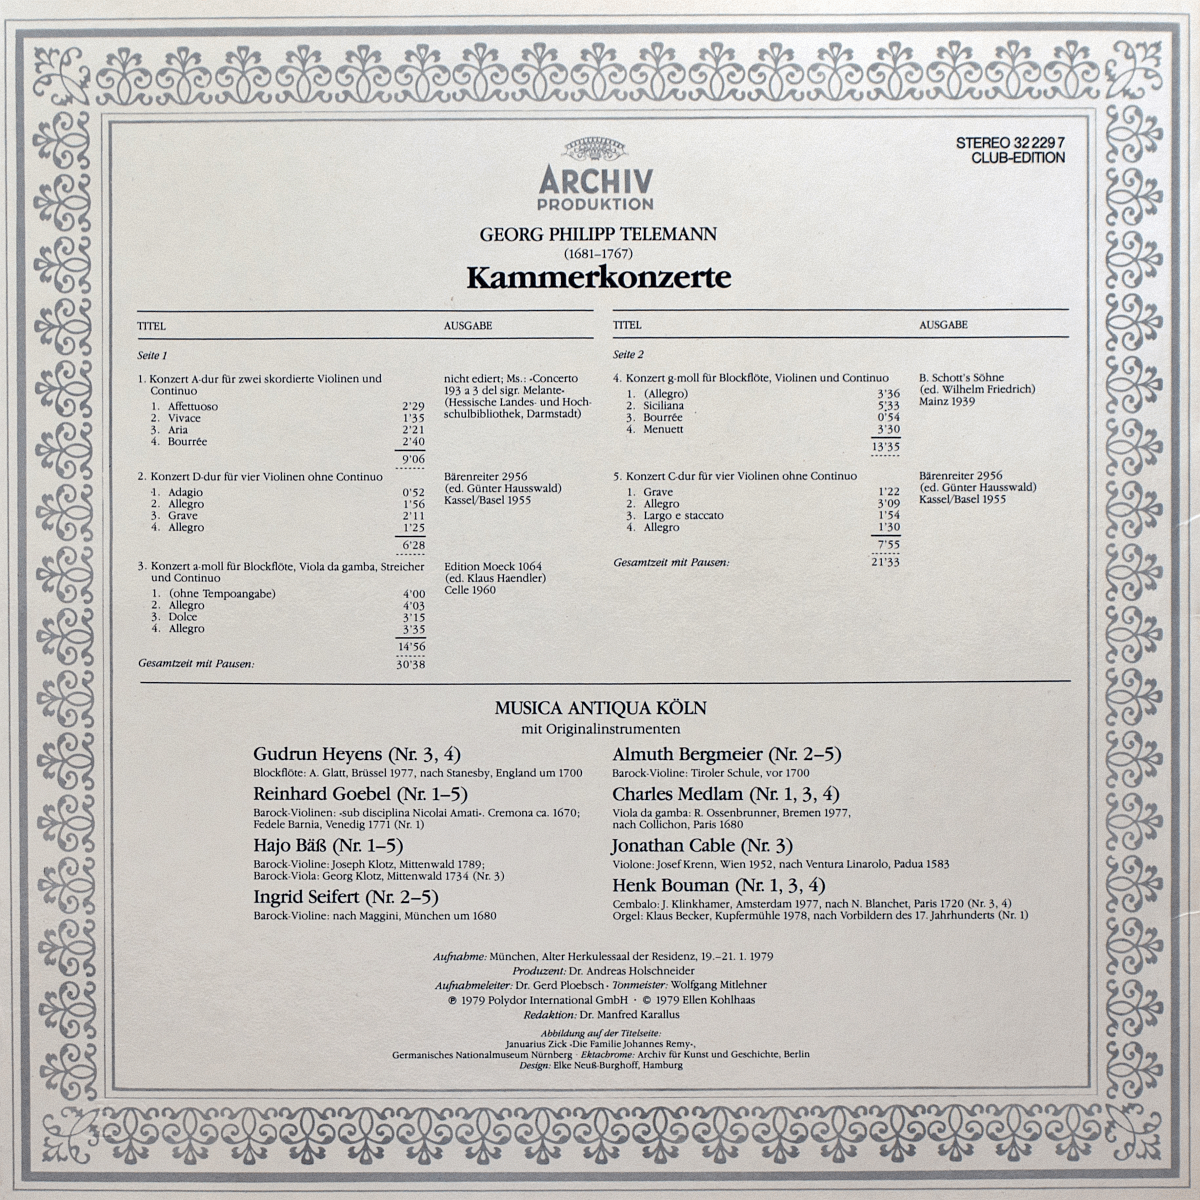 STEREO 32 229 7
CLUB-EDITION
ARCHIV
PRODUKTION
GEORG PHILIPP TELEMANN
(1681–1767)
Kammerkonzerte
TITEL AUSGABE
Seite 1
1. Konzert A-dur für zwei skordierte Violinen und
Continuo
1. Affettuoso 2'29
2. Vivace 1'35
3. Aria 2'21
4. Bourrée 2'40
9'06
nicht ediert; Ms.: ›Concerto
193 a 3 del sigr. Melante‹
(Hessische Landes- und Hoch-
schulbibliothek, Darmstadt)
2. Konzert D-dur für vier Violinen ohne Continuo
1. Adagio 0'52
2. Allegro 1'56
3. Grave 2'11
4. Allegro 1'25
6'28
Bärenreiter 2956
(ed. Günter Hausswald)
Kassel/Basel 1955
3. Konzert a-moll für Blockflöte, Viola da gamba, Streicher
und Continuo
1. (ohne Tempoangabe) 4'00
2. Allegro 4'03
3. Dolce 3'15
4. Allegro 3'35
14'56
Edition Moeck 1064
(ed. Klaus Haendler)
Celle 1960
Gesamtzeit mit Pausen: 30'38
TITEL AUSGABE
Seite 2
4. Konzert g-moll für Blockflöte, Violinen und Continuo
1. (Allegro) 3'36
2. Siciliana 5'33
3. Bourrée 0'54
4. Menuett 3'30
13'35
B. Schott's Söhne
(ed. Wilhelm Friedrich)
Mainz 1939
5. Konzert C-dur für vier Violinen ohne Continuo
1. Grave 1'22
2. Allegro 3'09
3. Largo e staccato 1'54
4. Allegro 1'30
7'55
Bärenreiter 2956
(ed. Günter Hausswald)
Kassel/Basel 1955
Gesamtzeit mit Pausen: 21'33
MUSICA ANTIQUA KÖLN
mit Originalinstrumenten
Gudrun Heyens (Nr. 3, 4)
Blockflöte: A. Glatt, Brüssel 1977, nach Stanesby, England um 1700
Reinhard Goebel (Nr. 1–5)
Barock-Violinen: ›sub disciplina Nicolai Amati‹. Cremona ca. 1670;
Fedele Barnia, Venedig 1771 (Nr. 1)
Hajo Bäß (Nr. 1–5)
Barock-Violine: Joseph Klotz, Mittenwald 1789;
Barock-Viola: Georg Klotz, Mittenwald 1734 (Nr. 3)
Ingrid Seifert (Nr. 2–5)
Barock-Violine: nach Maggini, München um 1680
Almuth Bergmeier (Nr. 2–5)
Barock-Violine: Tiroler Schule, vor 1700
Charles Medlam (Nr. 1, 3, 4)
Viola da gamba: R. Ossenbrunner, Bremen 1977,
nach Collichon, Paris 1680
Jonathan Cable (Nr. 3)
Violone: Josef Krenn, Wien 1952, nach Ventura Linarolo, Padua 1583
Henk Bouman (Nr. 1, 3, 4)
Cembalo: J. Klinkhamer, Amsterdam 1977, nach N. Blanchet, Paris 1720 (Nr. 3, 4)
Orgel: Klaus Becker, Kupfermühle 1978, nach Vorbildern des 17. Jahrhunderts (Nr. 1)
Aufnahme: München, Alter Herkulessaal der Residenz, 19.–21. 1. 1979
Produzent: Dr. Andreas Holschneider
Aufnahmeleiter: Dr. Gerd Ploebsch · Tonmeister: Wolfgang Mitlehner
℗ 1979 Polydor International GmbH · © 1979 Ellen Kohlhaas
Redaktion: Dr. Manfred Karallus
Abbildung auf der Titelseite:
Januarius Zick ›Die Familie Johannes Remy‹,
Germanisches Nationalmuseum Nürnberg · Ektachrome: Archiv für Kunst und Geschichte, Berlin
Design: Elke Neuß-Burghoff, Hamburg